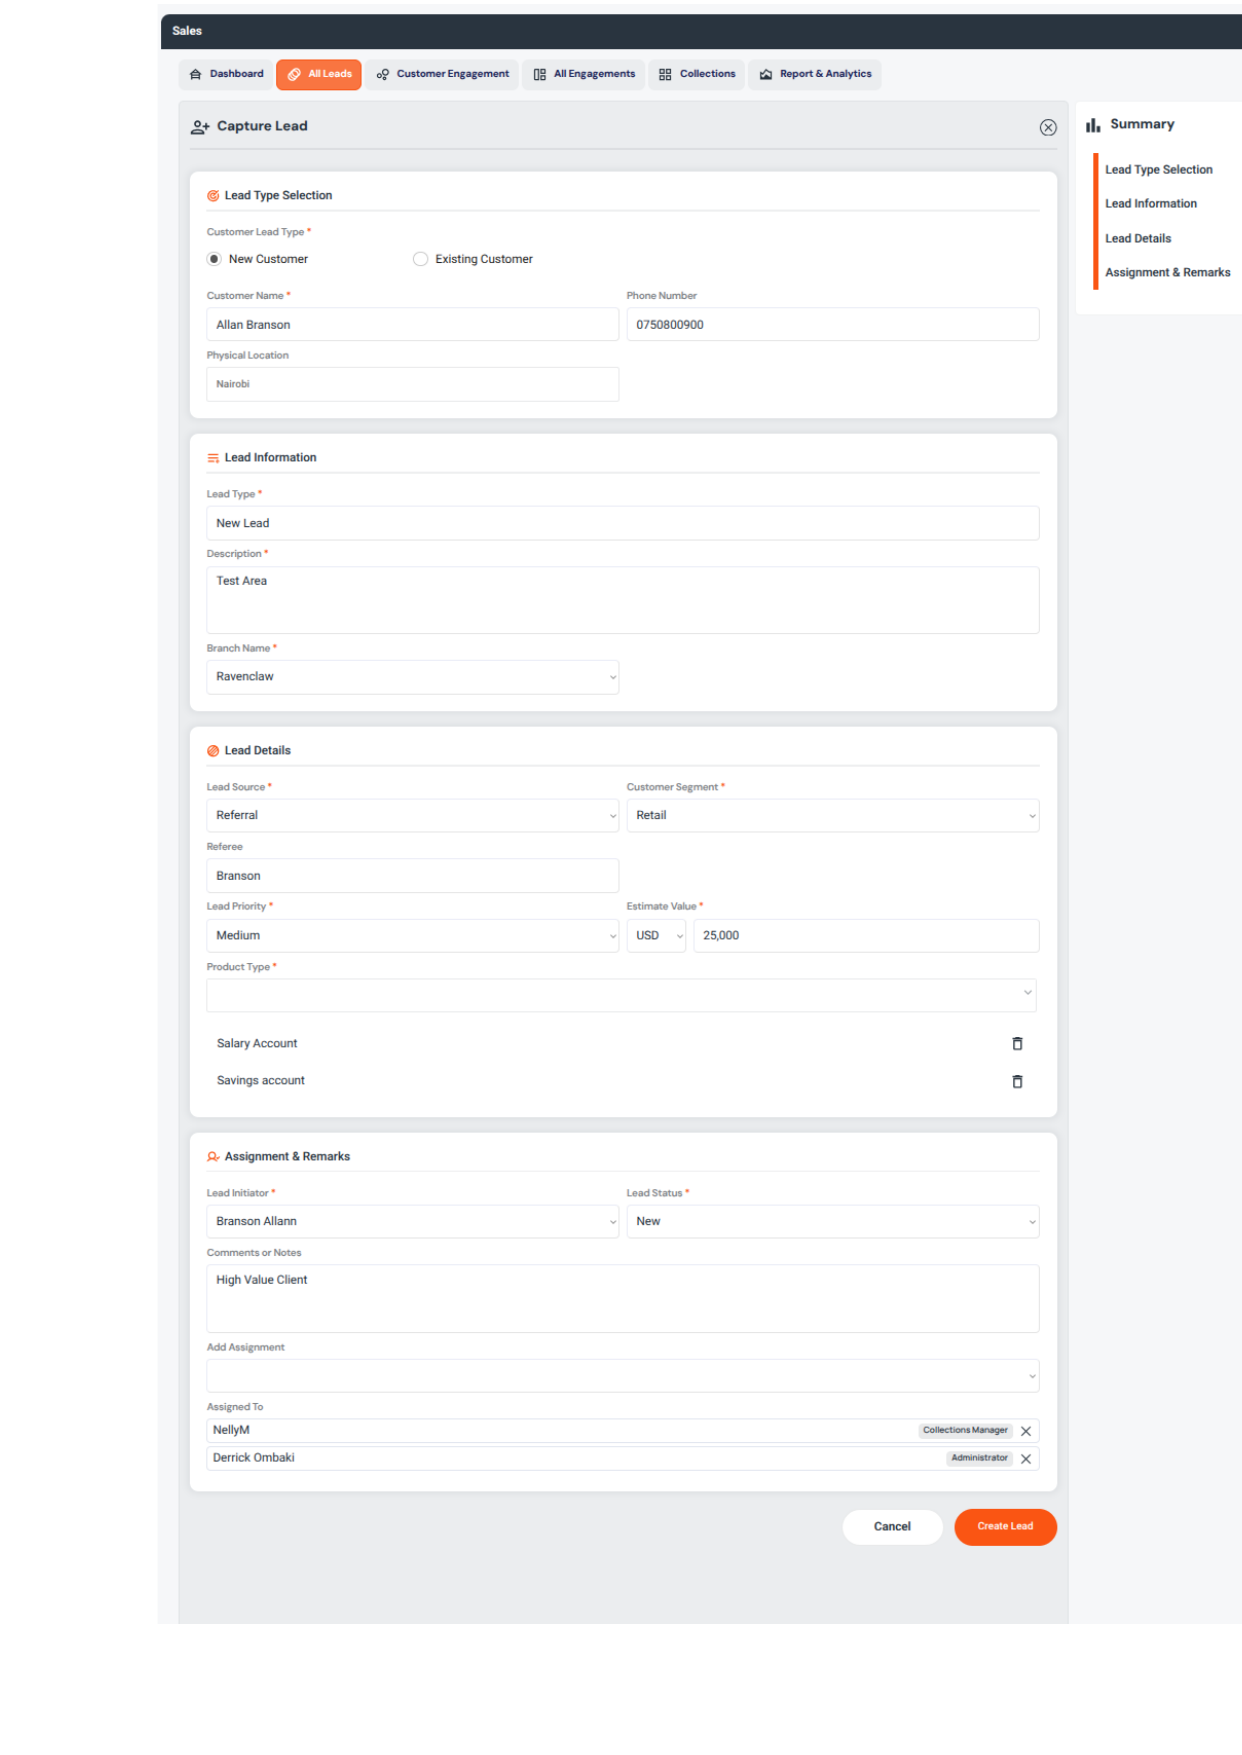 Sales
Dashboard All Leads Customer Engagement All Engagements Collections Report & Analytics
Capture Lead
Lead Type Selection
Customer Lead Type *
New Customer Existing Customer
Customer Name * Phone Number
Allan Branson 0750800900
Physical Location
Nairobi
Lead Information
Lead Type *
New Lead
Description *
Test Area
Branch Name *
Ravenclaw
Lead Details
Lead Source * Customer Segment *
Referral Retail
Referee
Branson
Lead Priority * Estimate Value *
Medium USD 25,000
Product Type *
Salary Account
Savings account
Assignment & Remarks
Lead Initiator * Lead Status *
Branson Allann New
Comments or Notes
High Value Client
Add Assignment
Assigned To
NellyM Collections Manager
Derrick Ombaki Administrator
Cancel Create Lead
Summary
Lead Type Selection
Lead Information
Lead Details
Assignment & Remarks